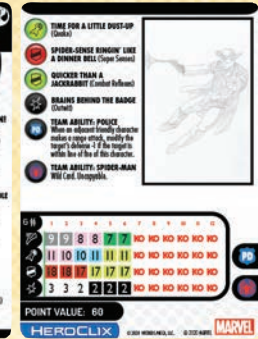 TIME FOR A LITTLE DUST-UP
(Quake)
SPIDER-SENSE RINGIN' LIKE
A DINNER BELL (Super Senses)
QUICKER THAN A
JACKRABBIT (Combat Reflexes)
BRAINS BEHIND THE BADGE
(Outwit)
TEAM ABILITY: POLICE
When an adjacent friendly character
makes a range attack, modify the
target's defense -1 if the target is
within line of fire of this character.
TEAM ABILITY: SPIDER-MAN
Wild Card. Uncopyable.
6
1 2 3 4 5 6 7 8 9 10 11 12
9 9 8 8 7 7 KO KO KO KO KO KO
11 10 10 10 11 11 KO KO KO KO KO KO
18 18 17 17 17 17 KO KO KO KO KO KO
3 3 2 2 2 2 KO KO KO KO KO KO
PD
PD
POINT VALUE: 60
HEROCLIX
MARVEL